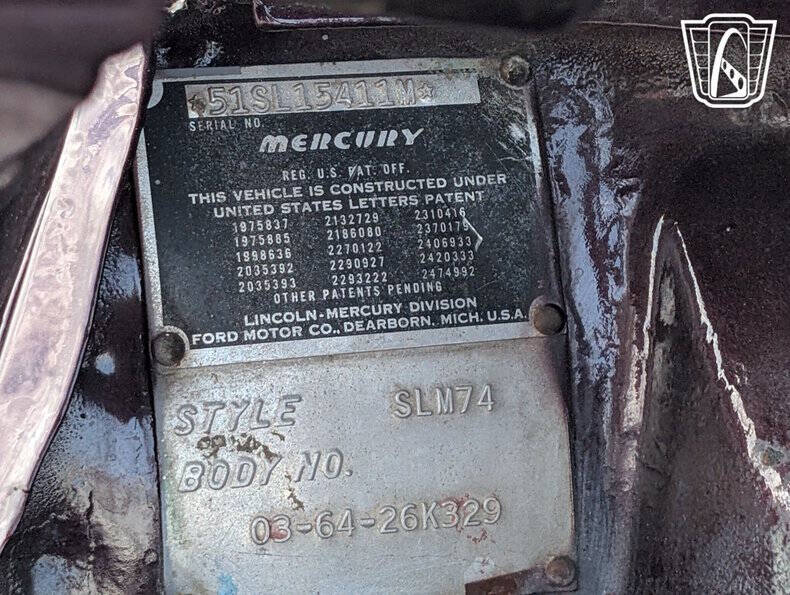 ★51SL15411M★
SERIAL NO.
MERCURY
REG. U.S. PAT. OFF.
THIS VEHICLE IS CONSTRUCTED UNDER
UNITED STATES LETTERS PATENT
1875837 2132729 2310416
1975885 2186080 2370179
1998636 2270122 2406933
2035392 2290927 2420333
2035393 2293222 2474992
OTHER PATENTS PENDING
LINCOLN-MERCURY DIVISION
FORD MOTOR CO., DEARBORN, MICH. U.S.A.
STYLE SLM74
BODY NO.
03-64-26K329